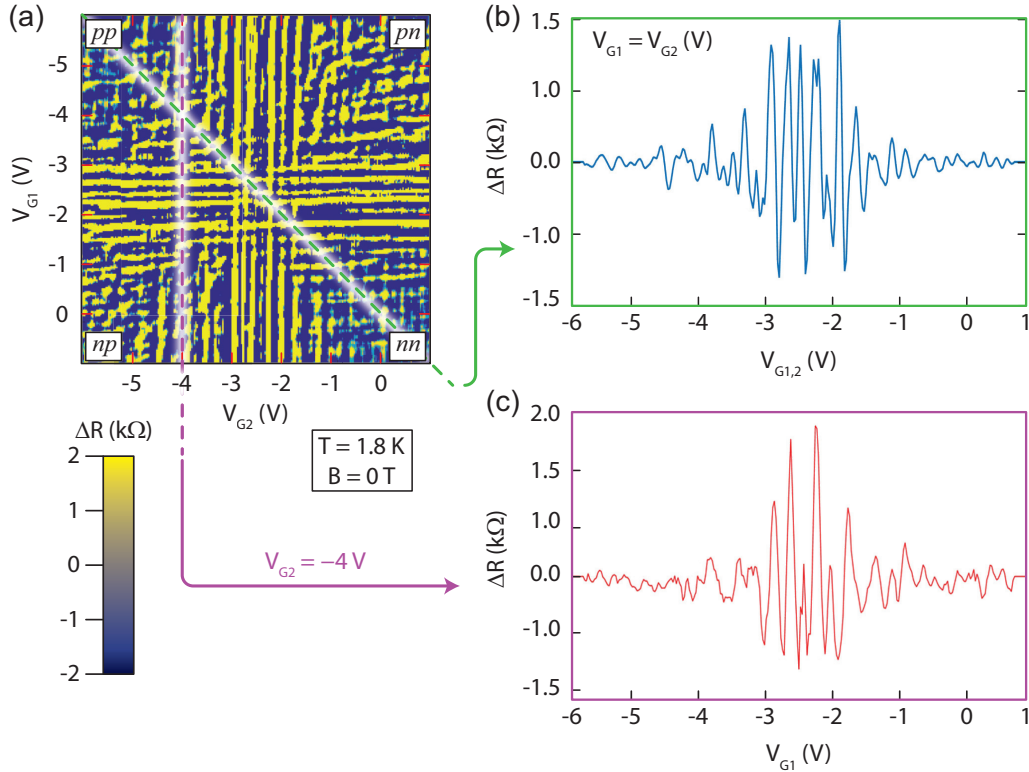 (a)
pp
pn
np
nn
-5
-4
-3
-2
-1
0
V_G1 (V)
-5 -4 -3 -2 -1 0
V_G2 (V)
ΔR (kΩ)
2
1
0
-1
-2
T = 1.8 K
B = 0 T
V_G2 = −4 V
(b)
V_G1 = V_G2 (V)
1.5
1.0
0.0
-1.0
-1.5
ΔR (kΩ)
-6 -5 -4 -3 -2 -1 0 1
V_G1,2 (V)
(c)
2.0
1.5
1.0
0.0
-1.0
-1.5
ΔR (kΩ)
-6 -5 -4 -3 -2 -1 0 1
V_G1 (V)